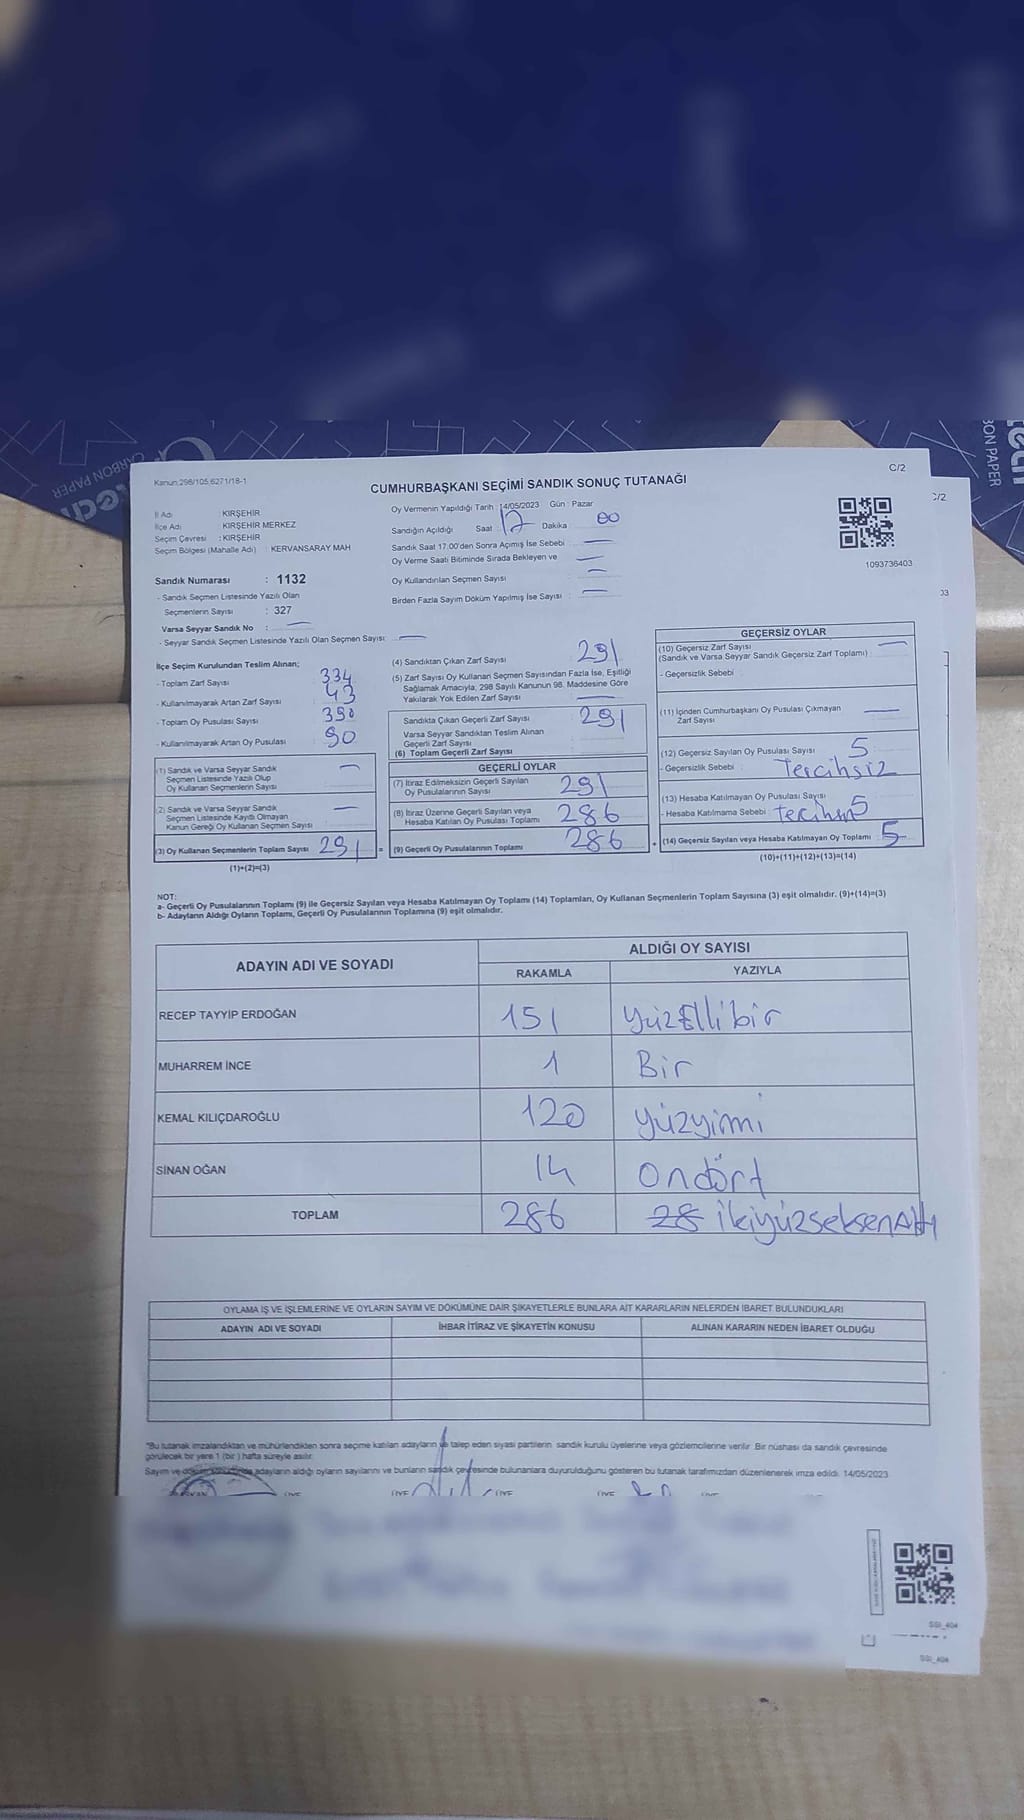 CARBON PAPER
BON PAPER
Kanun:298/105,6271/18-1
C/2
CUMHURBAŞKANI SEÇİMİ SANDIK SONUÇ TUTANAĞI
C/2
İl Adı : KIRŞEHİR
İlçe Adı : KIRŞEHİR MERKEZ
Seçim Çevresi : KIRŞEHİR
Seçim Bölgesi (Mahalle Adı) : KERVANSARAY MAH
Oy Vermenin Yapıldığı Tarih : 14/05/2023 Gün : Pazar
Sandığın Açıldığı Saat 17 Dakika 00
Sandık Saat 17.00'den Sonra Açımış İse Sebebi —
Oy Verme Saati Bitiminde Sırada Bekleyen ve —
Oy Kullandırılan Seçmen Sayısı —
Birden Fazla Sayım Döküm Yapılmış İse Sayısı —
1093736403
03
Sandık Numarası : 1132
- Sandık Seçmen Listesinde Yazılı Olan
Seçmenlerin Sayısı : 327
Varsa Seyyar Sandık No : —
- Seyyar Sandık Seçmen Listesinde Yazılı Olan Seçmen Sayısı: —
İlçe Seçim Kurulundan Teslim Alınan;
- Toplam Zarf Sayısı 334
- Kullanılmayarak Artan Zarf Sayısı 43
- Toplam Oy Pusulası Sayısı 390
- Kullanılmayarak Artan Oy Pusulası 90
(1) Sandık ve Varsa Seyyar Sandık
Seçmen Listesinde Yazılı Olup
Oy Kullanan Seçmenlerin Sayısı —
(2) Sandık ve Varsa Seyyar Sandık
Seçmen Listesinde Kayıtlı Olmayan
Kanun Gereği Oy Kullanan Seçmen Sayısı —
(3) Oy Kullanan Seçmenlerin Toplam Sayısı 291 =
(1)+(2)=(3)
(4) Sandıktan Çıkan Zarf Sayısı 291
(5) Zarf Sayısı Oy Kullanan Seçmen Sayısından Fazla İse, Eşitliği
Sağlamak Amacıyla, 298 Sayılı Kanunun 98. Maddesine Göre
Yakılarak Yok Edilen Zarf Sayısı —
Sandıkta Çıkan Geçerli Zarf Sayısı 291
Varsa Seyyar Sandıktan Teslim Alınan
Geçerli Zarf Sayısı
(6) Toplam Geçerli Zarf Sayısı
GEÇERLİ OYLAR
(7) İtiraz Edilmeksizin Geçerli Sayılan
Oy Pusulalarının Sayısı 291
(8) İtiraz Üzerine Geçerli Sayılan veya
Hesaba Katılan Oy Pusulası Toplamı 286
(9) Geçerli Oy Pusulalarının Toplamı 286
GEÇERSİZ OYLAR
(10) Geçersiz Zarf Sayısı
(Sandık ve Varsa Seyyar Sandık Geçersiz Zarf Toplamı) : —
- Geçersizlik Sebebi :
(11) İçinden Cumhurbaşkanı Oy Pusulası Çıkmayan
Zarf Sayısı —
(12) Geçersiz Sayılan Oy Pusulası Sayısı 5
- Geçersizlik Sebebi : Tercihsiz
(13) Hesaba Katılmayan Oy Pusulası Sayısı 5
- Hesaba Katılmama Sebebi :
(14) Geçersiz Sayılan veya Hesaba Katılmayan Oy Toplamı 5
(10)+(11)+(12)+(13)=(14)
NOT:
a- Geçerli Oy Pusulalarının Toplamı (9) ile Geçersiz Sayılan veya Hesaba Katılmayan Oy Toplamı (14) Toplamları, Oy Kullanan Seçmenlerin Toplam Sayısına (3) eşit olmalıdır. (9)+(14)=(3)
b- Adayların Aldığı Oyların Toplamı, Geçerli Oy Pusulalarının Toplamına (9) eşit olmalıdır.
ADAYIN ADI VE SOYADI
ALDIĞI OY SAYISI
RAKAMLA YAZIYLA
RECEP TAYYİP ERDOĞAN 151 YüzEllibir
MUHARREM İNCE 1 Bir
KEMAL KILIÇDAROĞLU 120 yüzyimi
SİNAN OĞAN 14 ondört
TOPLAM 286 28 ikiyüzseksenAltı
OYLAMA İŞ VE İŞLEMLERİNE VE OYLARIN SAYIM VE DÖKÜMÜNE DAİR ŞİKAYETLERLE BUNLARA AİT KARARLARIN NELERDEN İBARET BULUNDUKLARI
ADAYIN ADI VE SOYADI İHBAR İTİRAZ VE ŞİKAYETİN KONUSU ALINAN KARARIN NEDEN İBARET OLDUĞU
*Bu tutanak imzalandıktan ve mühürlendikten sonra seçime katılan adayların ve talep eden siyasi partilerin sandık kurulu üyelerine veya gözlemcilerine verilir. Bir nüshası da sandık çevresinde
görülecek bir yere 1 (bir) hafta süreyle asılır.
Sayım ve adayların aldığı oyların sayılarını ve bunların sandık çevresinde bulunanlara duyurulduğunu gösteren bu tutanak tarafımızdan düzenlenerek imza edildi. 14/05/2023
SSI_404
SSI_404